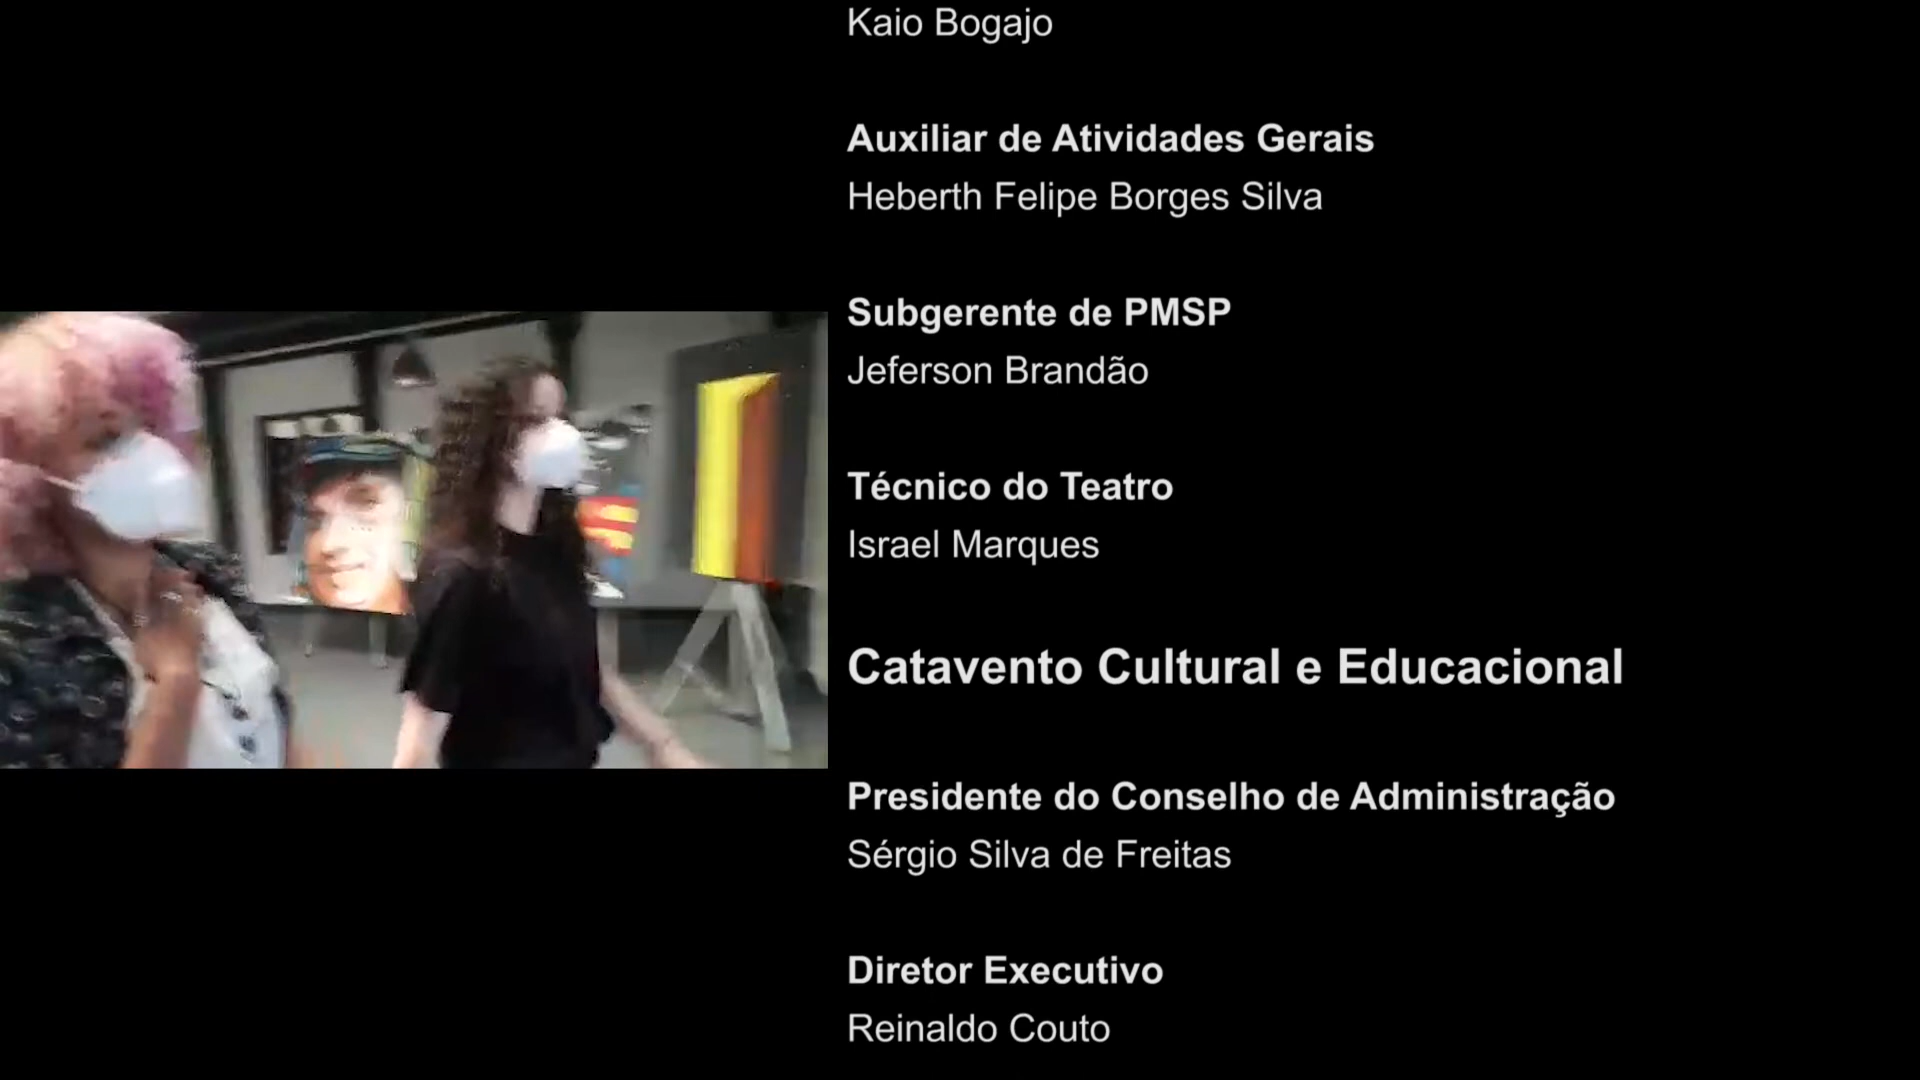 Kaio Bogajo
Auxiliar de Atividades Gerais
Heberth Felipe Borges Silva
Subgerente de PMSP
Jeferson Brandão
Técnico do Teatro
Israel Marques
Catavento Cultural e Educacional
Presidente do Conselho de Administração
Sérgio Silva de Freitas
Diretor Executivo
Reinaldo Couto